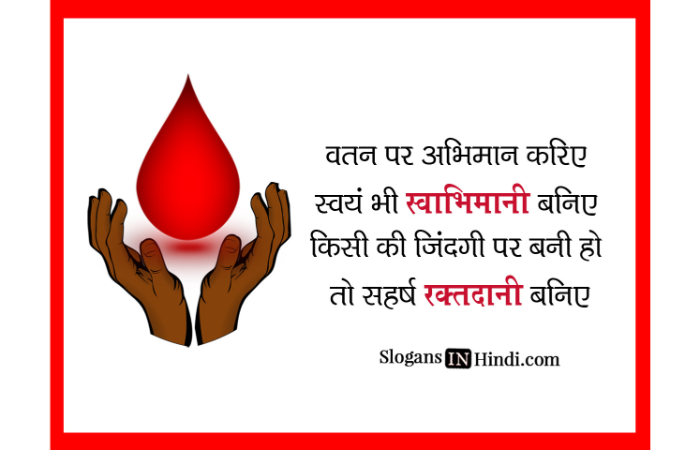 वतन पर अभिमान करिए
स्वयं भी स्वाभिमानी बनिए
किसी की जिंदगी पर बनी हो
तो सहर्ष रक्तदानी बनिए
Slogans IN Hindi.com